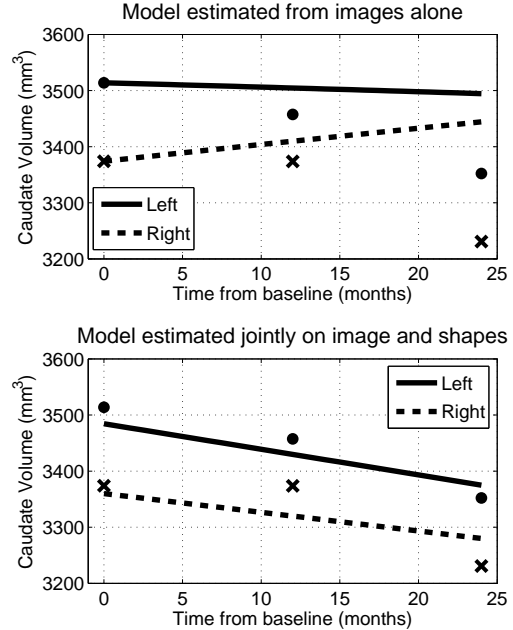 Model estimated from images alone
Caudate Volume (mm³)
3600
3500
3400
3300
3200
Left
Right
0 5 10 15 20 25
Time from baseline (months)
Model estimated jointly on image and shapes
Caudate Volume (mm³)
3600
3500
3400
3300
3200
Left
Right
0 5 10 15 20 25
Time from baseline (months)